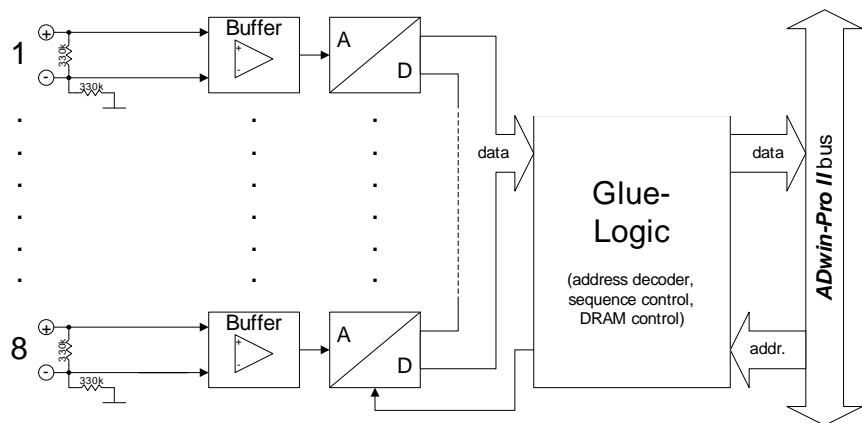 1
+
-
330k
330k
Buffer
+
-
A
D
data
Glue-
Logic
(address decoder,
sequence control,
DRAM control)
data
addr.
ADwin-Pro II bus
8
+
-
330k
330k
Buffer
+
-
A
D